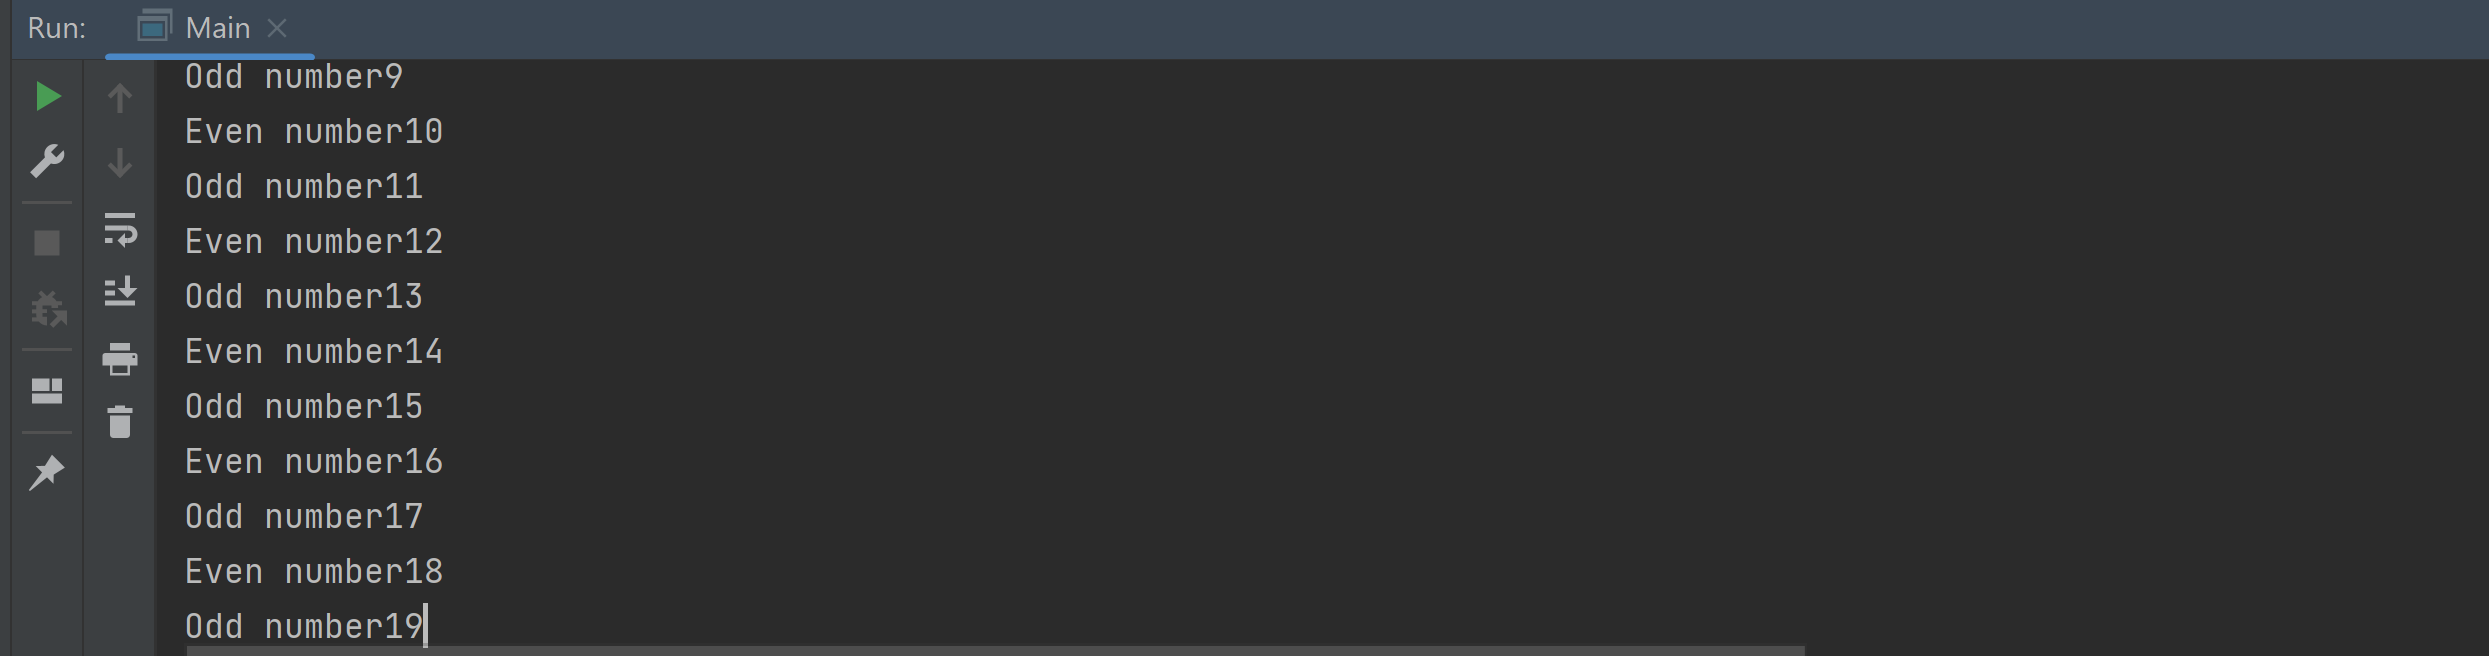 Run: Main
Odd number9
Even number10
Odd number11
Even number12
Odd number13
Even number14
Odd number15
Even number16
Odd number17
Even number18
Odd number19